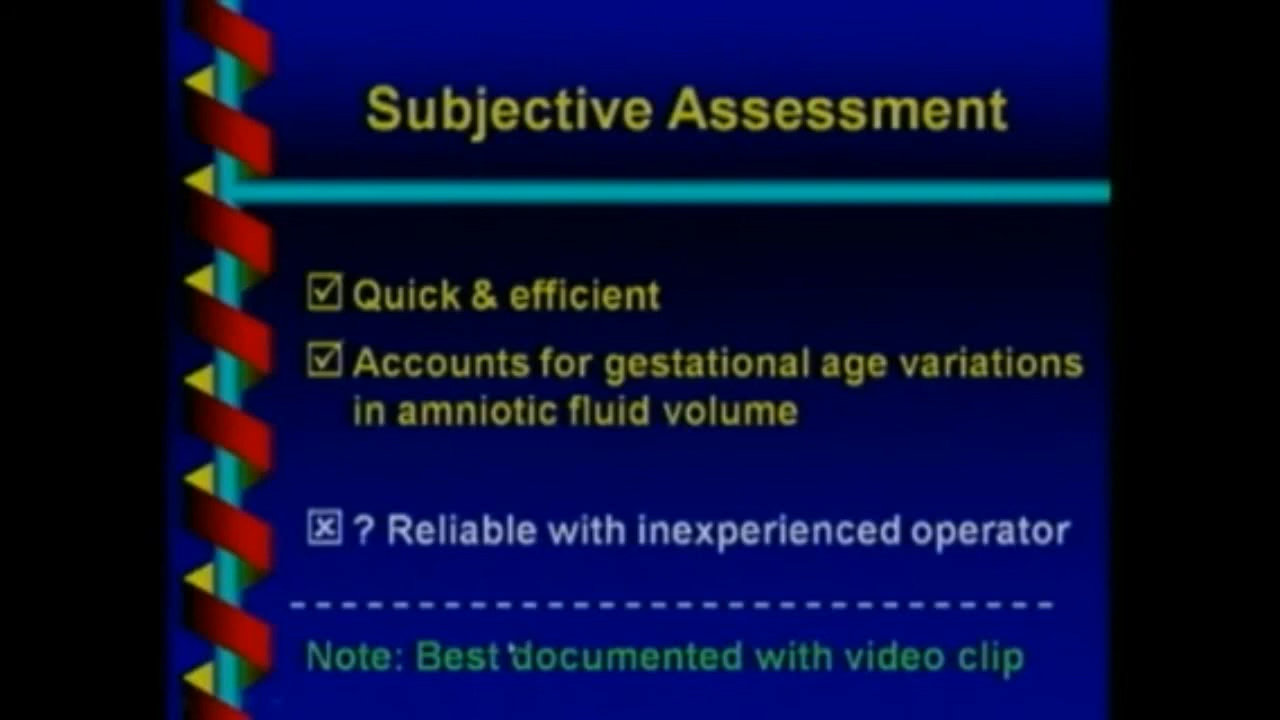 Subjective Assessment
☑ Quick & efficient
☑ Accounts for gestational age variations
in amniotic fluid volume
☒ ? Reliable with inexperienced operator
Note: Best documented with video clip